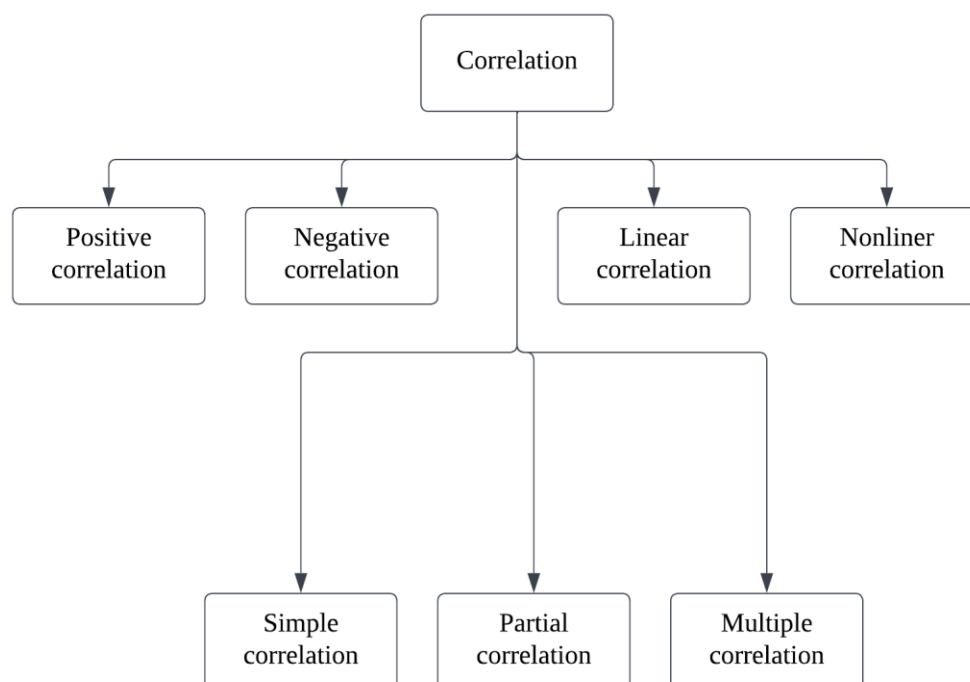 Correlation
Positive
correlation
Negative
correlation
Linear
correlation
Nonliner
correlation
Simple
correlation
Partial
correlation
Multiple
correlation